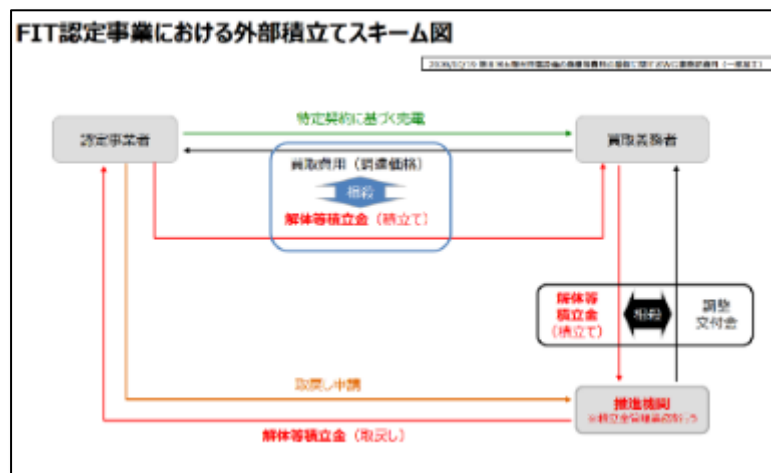 FIT認定事業における外部積立てスキーム図
特定契約に基づく売電
認定事業者
買取義務者
買取費用（調達価格）
相殺
解体等積立金（積立て）
解体等
積立金
（積立て）
相殺
調整
交付金
取戻し申請
推進機関
解体等積立金（取戻し）